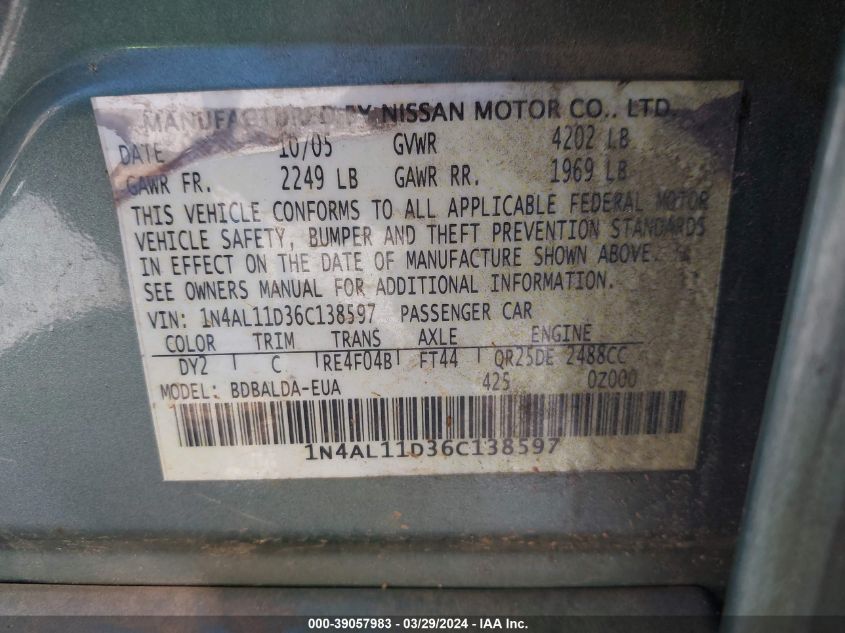 MANUFACTURED BY NISSAN MOTOR CO., LTD.
DATE 10/05 GVWR 4202 LB
GAWR FR. 2249 LB GAWR RR. 1969 LB
THIS VEHICLE CONFORMS TO ALL APPLICABLE FEDERAL MOTOR
VEHICLE SAFETY, BUMPER AND THEFT PREVENTION STANDARDS
IN EFFECT ON THE DATE OF MANUFACTURE SHOWN ABOVE.
SEE OWNERS MANUAL FOR ADDITIONAL INFORMATION.
VIN: 1N4AL11D36C138597 PASSENGER CAR
COLOR TRIM TRANS AXLE ENGINE
DY2 C RE4F04B FT44 QR25DE 2488CC
MODEL: BDBALDA-EUA 425 0Z000
1N4AL11D36C138597
000-39057983 - 03/29/2024 - IAA Inc.